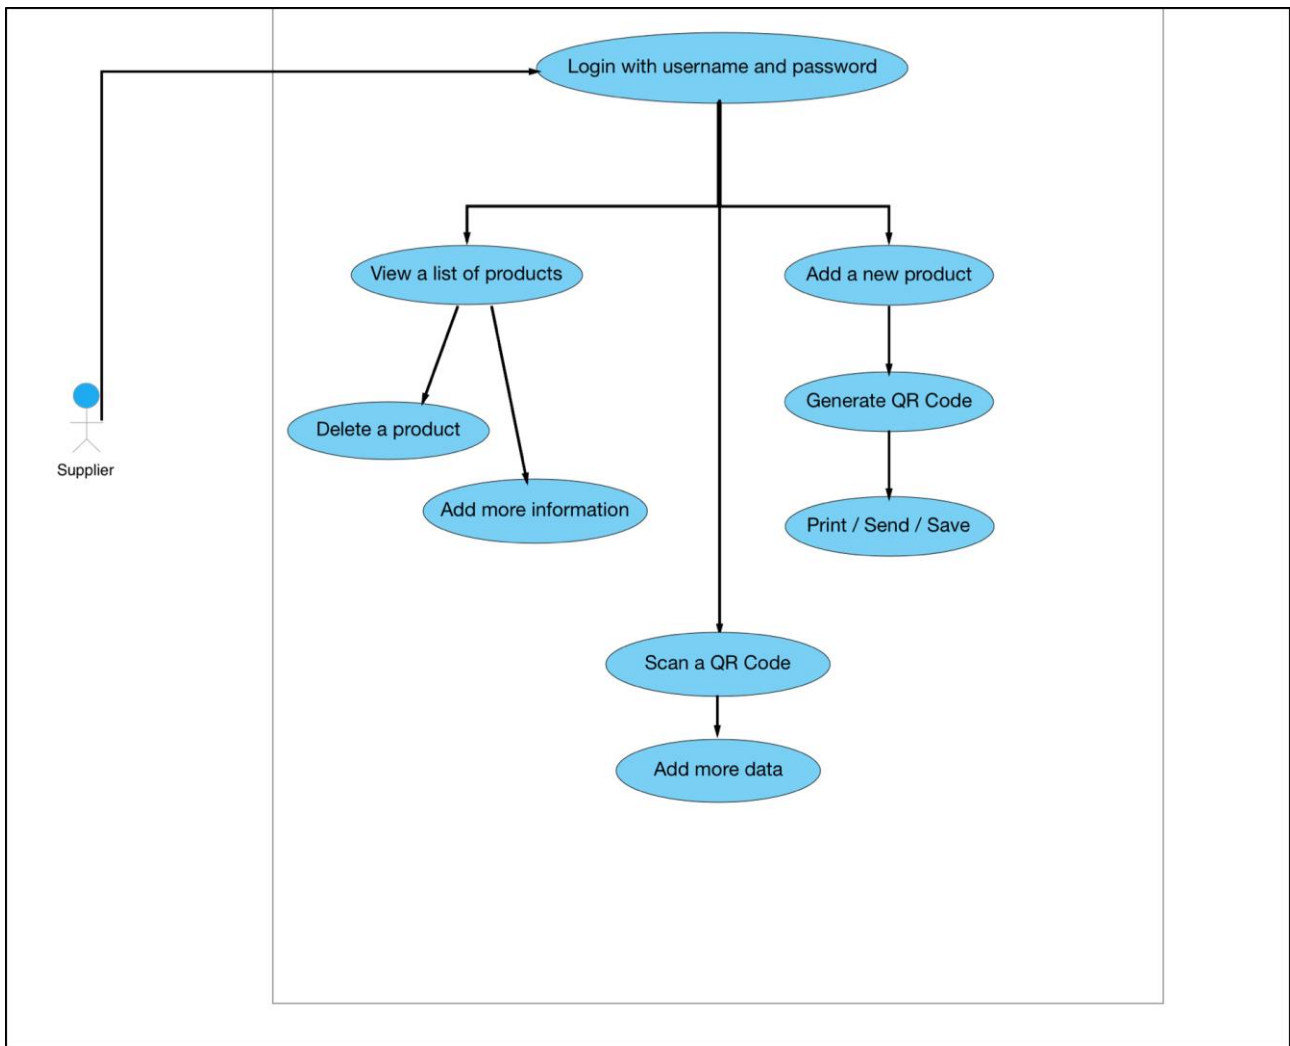 Login with username and password
View a list of products
Add a new product
Generate QR Code
Delete a product
Supplier
Add more information
Print / Send / Save
Scan a QR Code
Add more data